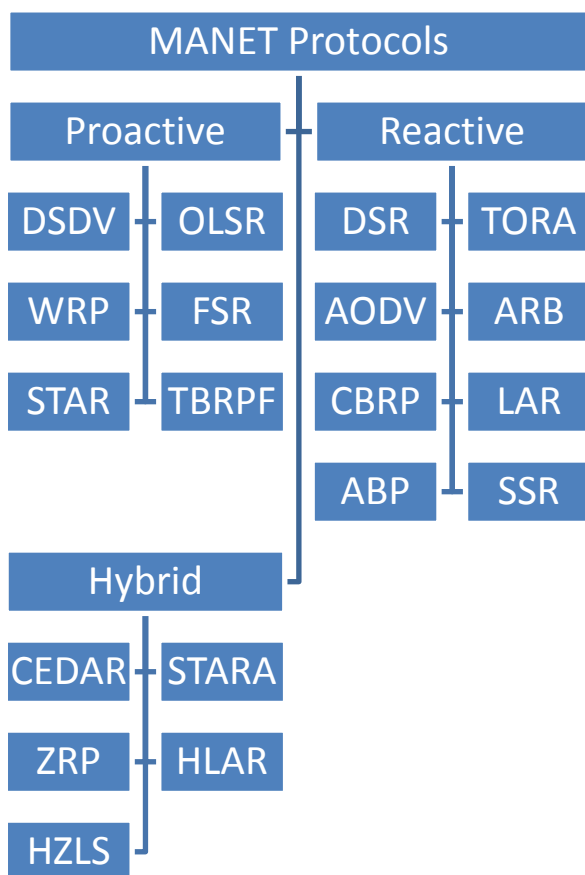 MANET Protocols
Proactive
Reactive
DSDV
OLSR
WRP
FSR
STAR
TBRPF
DSR
TORA
AODV
ARB
CBRP
LAR
ABP
SSR
Hybrid
CEDAR
STARA
ZRP
HLAR
HZLS